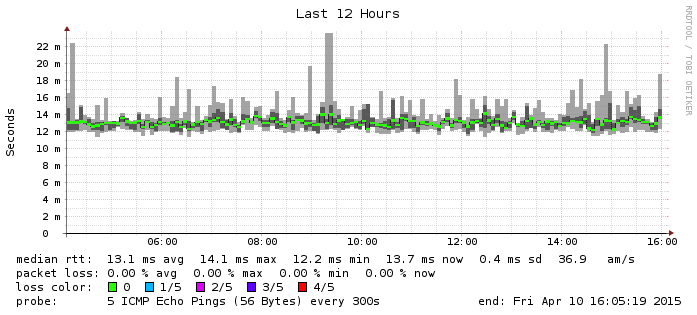 Last 12 Hours
RRDTOOL / TOBI OETIKER
Seconds
22 m
20 m
18 m
16 m
14 m
12 m
10 m
8 m
6 m
4 m
2 m
0
06:00 08:00 10:00 12:00 14:00 16:00
median rtt: 13.1 ms avg 14.1 ms max 12.2 ms min 13.7 ms now 0.4 ms sd 36.9 am/s
packet loss: 0.00 % avg 0.00 % max 0.00 % min 0.00 % now
loss color: 0 1/5 2/5 3/5 4/5
probe: 5 ICMP Echo Pings (56 Bytes) every 300s end: Fri Apr 10 16:05:19 2015